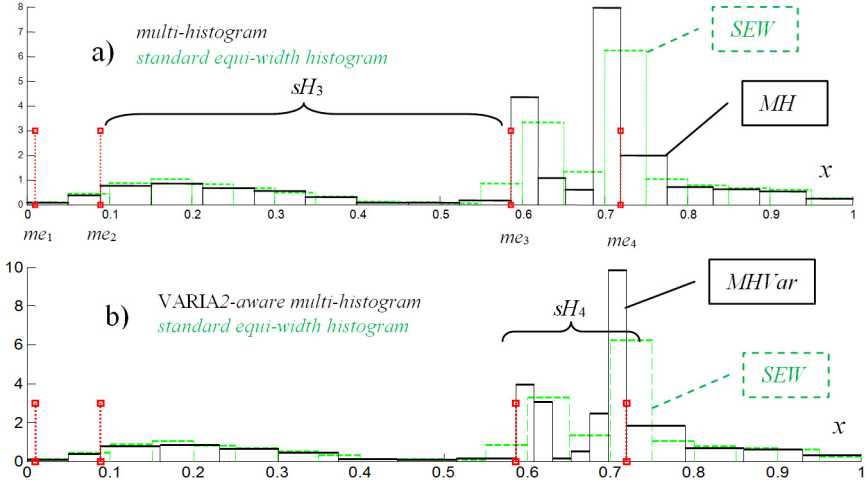 8
7
6
5
4
3
2
1
0
a)
multi-histogram
standard equi-width histogram
SEW
sH3
MH
x
0 0.1 0.2 0.3 0.4 0.5 0.6 0.7 0.8 0.9 1
me1 me2 me3 me4
10
8
6
4
2
0
b)
VARIA2-aware multi-histogram
standard equi-width histogram
MHVar
sH4
SEW
x
0 0.1 0.2 0.3 0.4 0.5 0.6 0.7 0.8 0.9 1